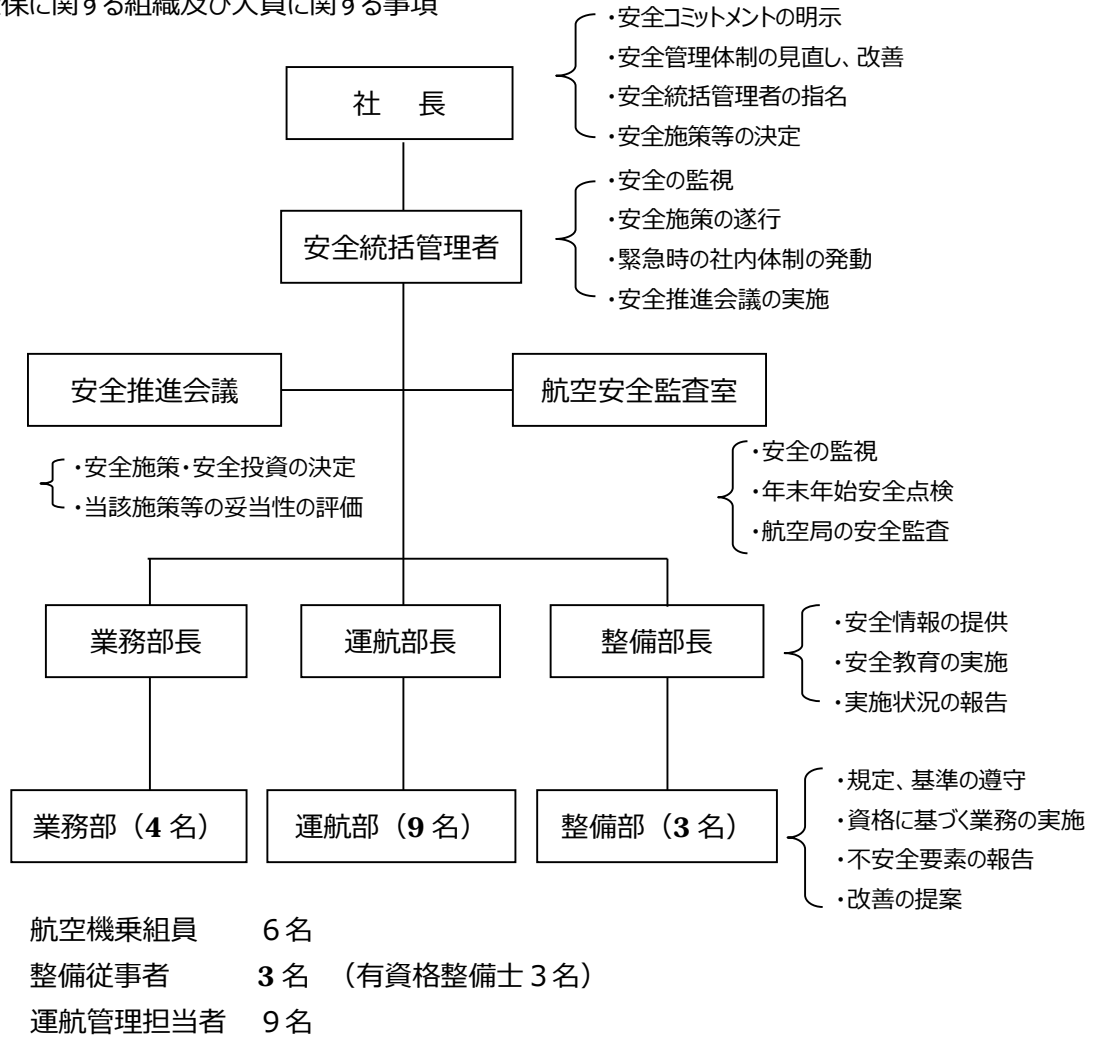 保に関する組織及び人員に関する事項
・安全コミットメントの明示
・安全管理体制の見直し、改善
・安全統括管理者の指名
・安全施策等の決定
社　長
・安全の監視
・安全施策の遂行
・緊急時の社内体制の発動
・安全推進会議の実施
安全統括管理者
安全推進会議
航空安全監査室
・安全施策・安全投資の決定
・当該施策等の妥当性の評価
・安全の監視
・年末年始安全点検
・航空局の安全監査
業務部長
運航部長
整備部長
・安全情報の提供
・安全教育の実施
・実施状況の報告
業務部（4 名）
運航部（9 名）
整備部（3 名）
・規定、基準の遵守
・資格に基づく業務の実施
・不安全要素の報告
・改善の提案
航空機乗組員　　６名
整備従事者　　3 名　（有資格整備士３名）
運航管理担当者　９名